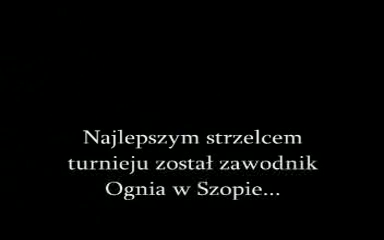 Najlepszym strzelcem
turnieju został zawodnik
Ognia w Szopie...